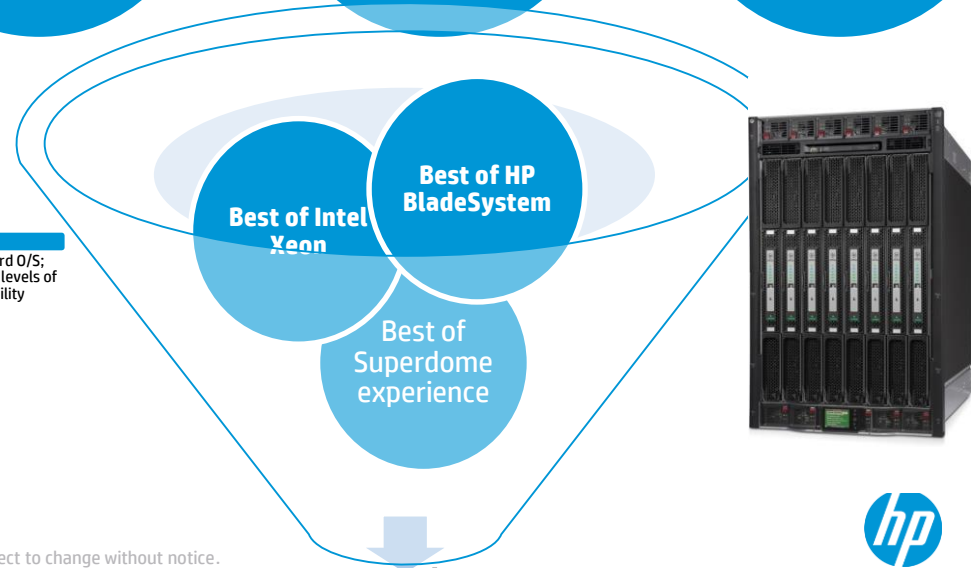 Best of HP
BladeSystem
Best of Intel
Xeon
rd O/S;
levels of
ility
Best of
Superdome
experience
ect to change without notice.
hp